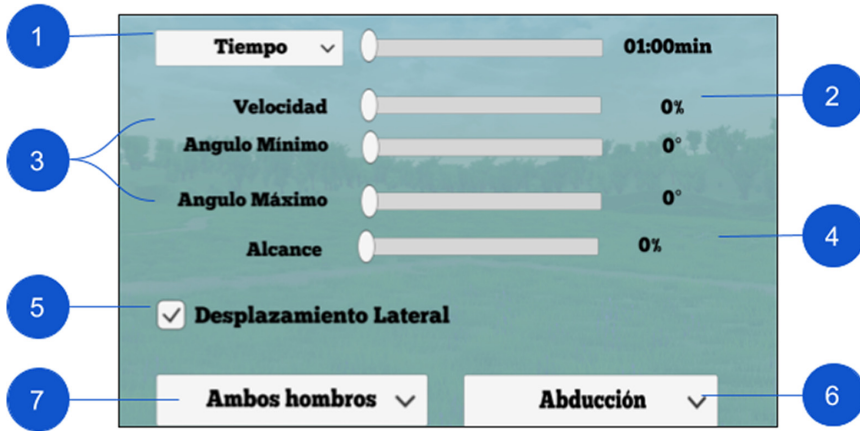 1 Tiempo 01:00min
Velocidad 0% 2
3 Angulo Mínimo 0°
Angulo Máximo 0°
Alcance 0% 4
5 Desplazamiento Lateral
7 Ambos hombros Abducción 6